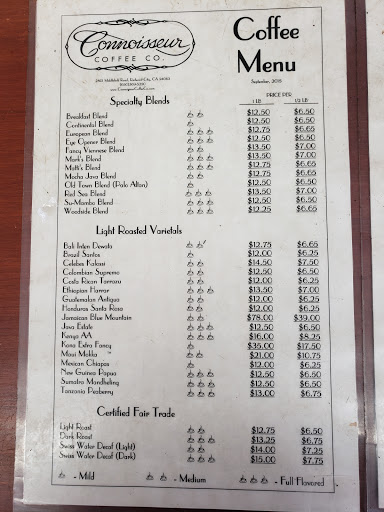 Connoisseur
COFFEE CO.
Coffee
Menu
September, 2015
PRICE PER
1 LB 1/2 LB
Specialty Blends
Breakfast Blend $12.50 $6.50
Continental Blend $12.50 $6.50
European Blend $12.75 $6.65
Eye Opener Blend $12.50 $6.50
Fancy Viennese Blend $13.50 $7.00
Mark's Blend $13.50 $7.00
Matt's Blend $12.75 $6.65
Mocha Java Blend $12.75 $6.65
Old Town Blend (Palo Alton) $12.50 $6.50
Red Sea Blend $13.50 $7.00
Su-Mamba Blend $12.50 $6.50
Woodside Blend $12.25 $6.65
Light Roasted Varietals
Bali Inten Dewata $12.75 $6.65
Brazil Santos $12.00 $6.25
Celebes Kalossi $14.50 $7.50
Colombian Supremo $12.50 $6.50
Costa Rican Tarrazu $12.00 $6.25
Ethiopian Harrar $13.50 $7.00
Guatemalan Antigua $12.00 $6.25
Honduras Santa Rosa $12.00 $6.25
Jamaican Blue Mountain $78.00 $39.00
Java Estate $12.50 $6.50
Kenya AA $16.00 $8.25
Kona Extra Fancy $35.00 $17.50
Maui Mokka ™ $21.00 $10.75
Mexican Chiapas $12.00 $6.25
New Guinea Papua $12.50 $6.50
Sumatra Mandheling $12.50 $6.50
Tanzania Peaberry $13.00 $6.75
Certified Fair Trade
Light Roast $12.75 $6.50
Dark Roast $13.25 $6.75
Swiss Water Decaf (Light) $14.00 $7.25
Swiss Water Decaf (Dark) $15.00 $7.75
- Mild - Medium - Full Flavored